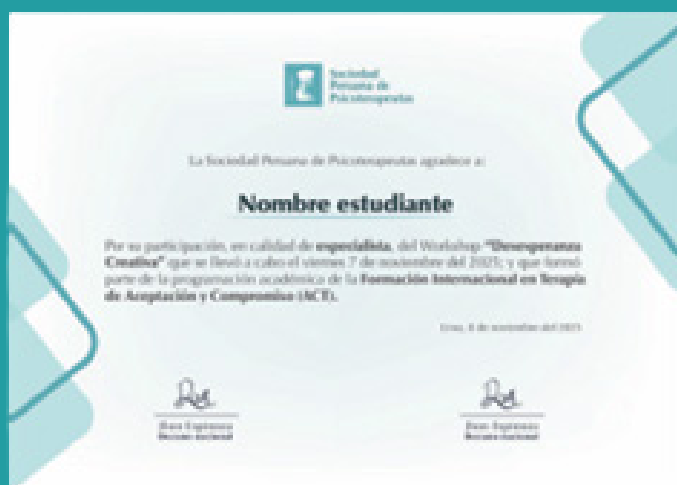 Sociedad
Peruana de
Psicoterapeutas
La Sociedad Peruana de Psicoterapeutas agradece a:
Nombre estudiante
Por su participación, en calidad de especialista, del Workshop "Desesperanza
Creativa" que se llevó a cabo el viernes 7 de noviembre del 2025; y que formó
parte de la programación académica de la Formación Internacional en Terapia
de Aceptación y Compromiso (ACT).
Lima, 8 de noviembre del 2025